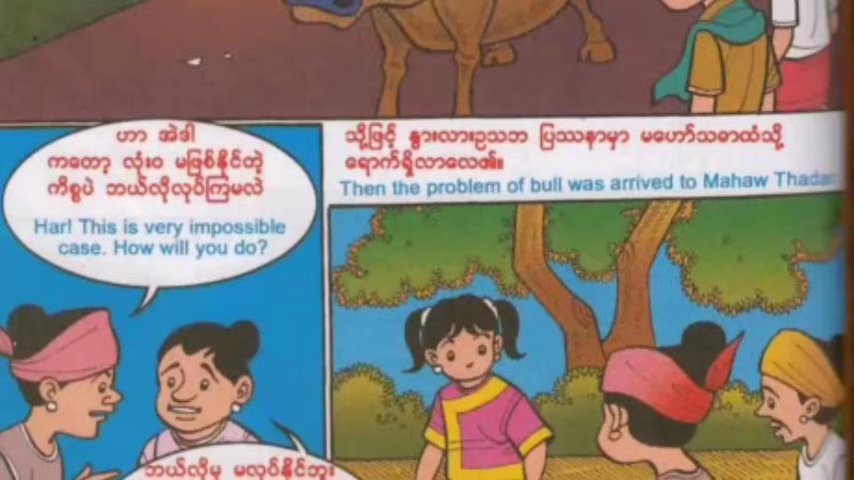 ဟာ အဲဒါ
ကတော့ လုံးဝ မဖြစ်နိုင်တဲ့
ကိစ္စပဲ ဘယ်လိုလုပ်ကြမလဲ
Har! This is very impossible
case. How will you do?
သို့ဖြင့် နွားလားဥသဘ ပြဿနာမှာ မဟော်သဓာထံသို့
ရောက်ရှိလာလေ၏။
Then the problem of bull was arrived to Mahaw Thadar
ဘယ်လိုမှ မလုပ်နိုင်ဘူး